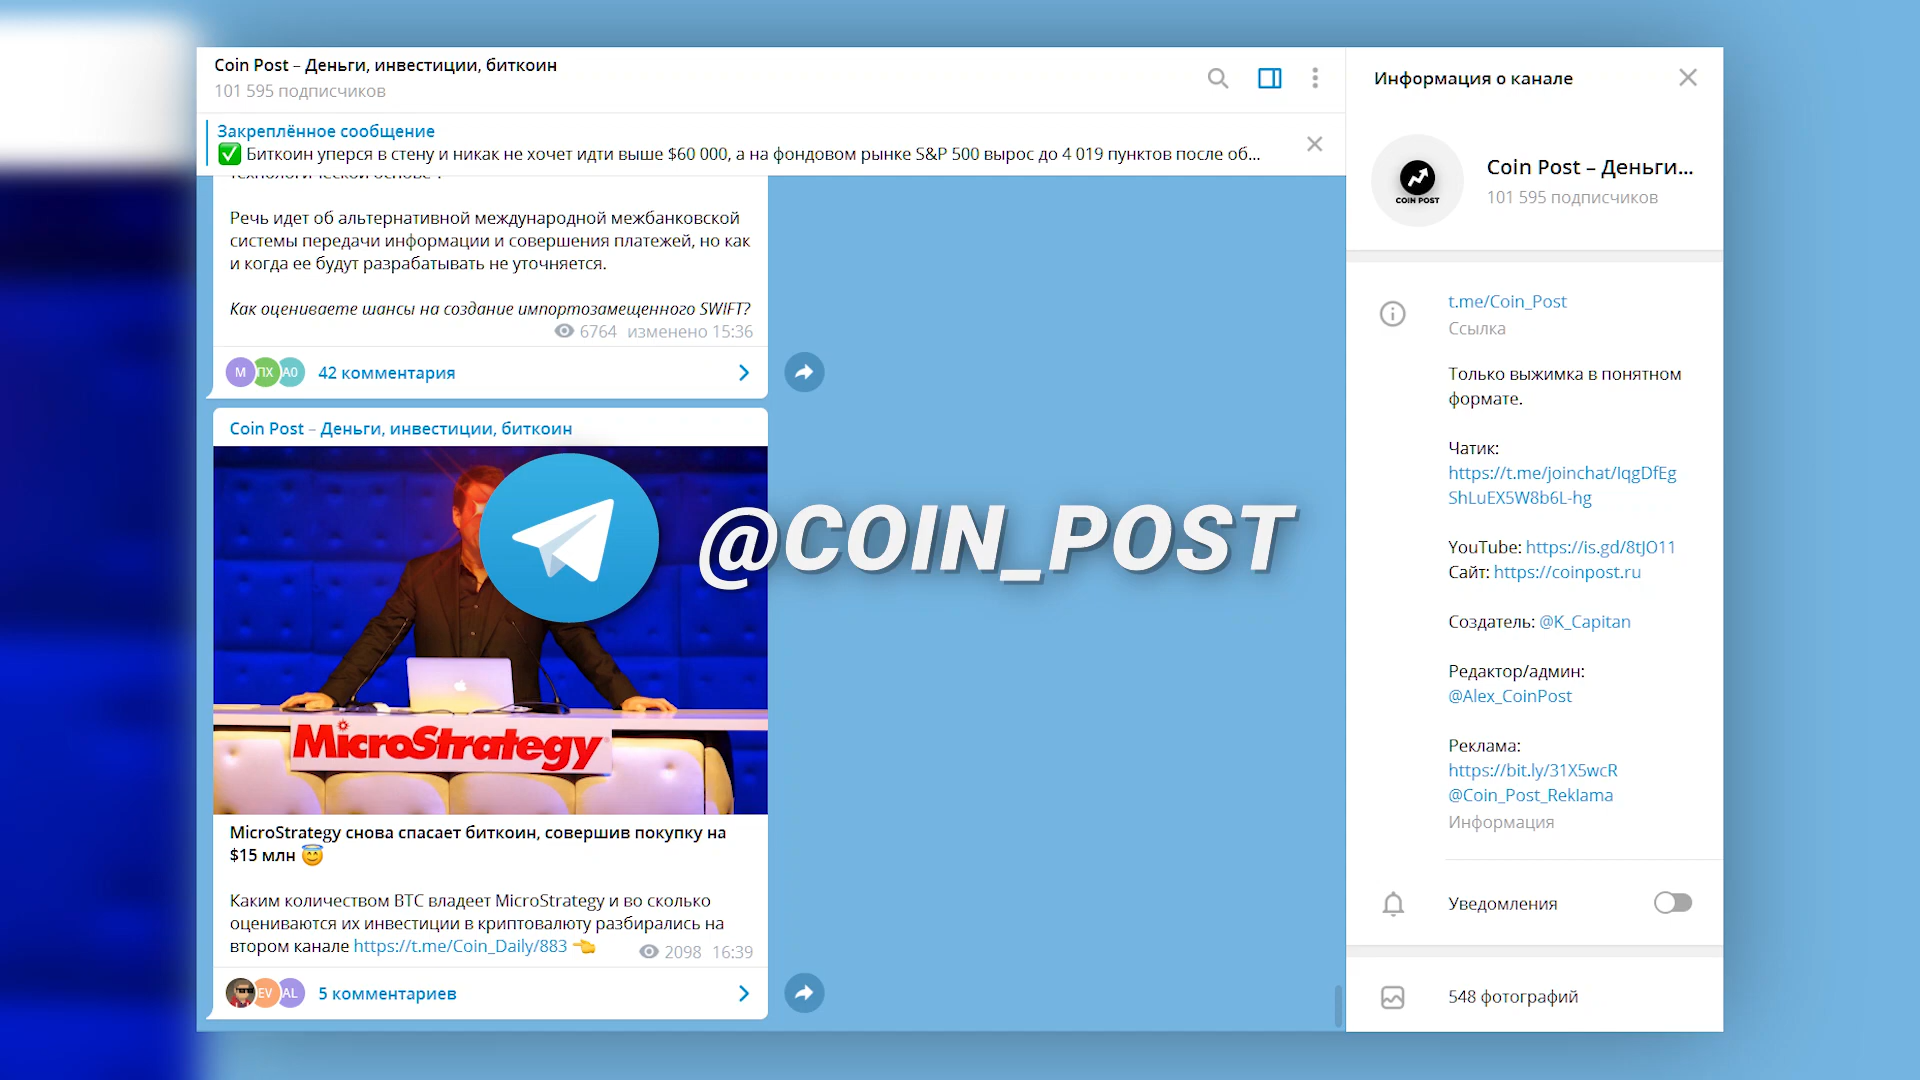 Coin Post – Деньги, инвестиции, биткоин
101 595 подписчиков
Закреплённое сообщение
✅ Биткоин уперся в стену и никак не хочет идти выше $60 000, а на фондовом рынке S&P 500 вырос до 4 019 пунктов после об...
технологической основе".
Речь идет об альтернативной международной межбанковской
системы передачи информации и совершения платежей, но как
и когда ее будут разрабатывать не уточняется.
Как оцениваете шансы на создание импортозамещенного SWIFT?
6764 изменено 15:36
М ПХ АО
42 комментария
Coin Post – Деньги, инвестиции, биткоин
@COIN_POST
MicroStrategy
MicroStrategy снова спасает биткоин, совершив покупку на
$15 млн 😇
Каким количеством BTC владеет MicroStrategy и во сколько
оцениваются их инвестиции в криптовалюту разбирались на
втором канале https://t.me/Coin_Daily/883 👈
2098 16:39
EV AL
5 комментариев
Информация о канале
COIN POST
Coin Post – Деньги...
101 595 подписчиков
t.me/Coin_Post
Ссылка
Только выжимка в понятном
формате.
Чатик:
https://t.me/joinchat/IqgDfEg
ShLuEX5W8b6L-hg
YouTube: https://is.gd/8tJO11
Сайт: https://coinpost.ru
Создатель: @K_Capitan
Редактор/админ:
@Alex_CoinPost
Реклама:
https://bit.ly/31X5wcR
@Coin_Post_Reklama
Информация
Уведомления
548 фотографий